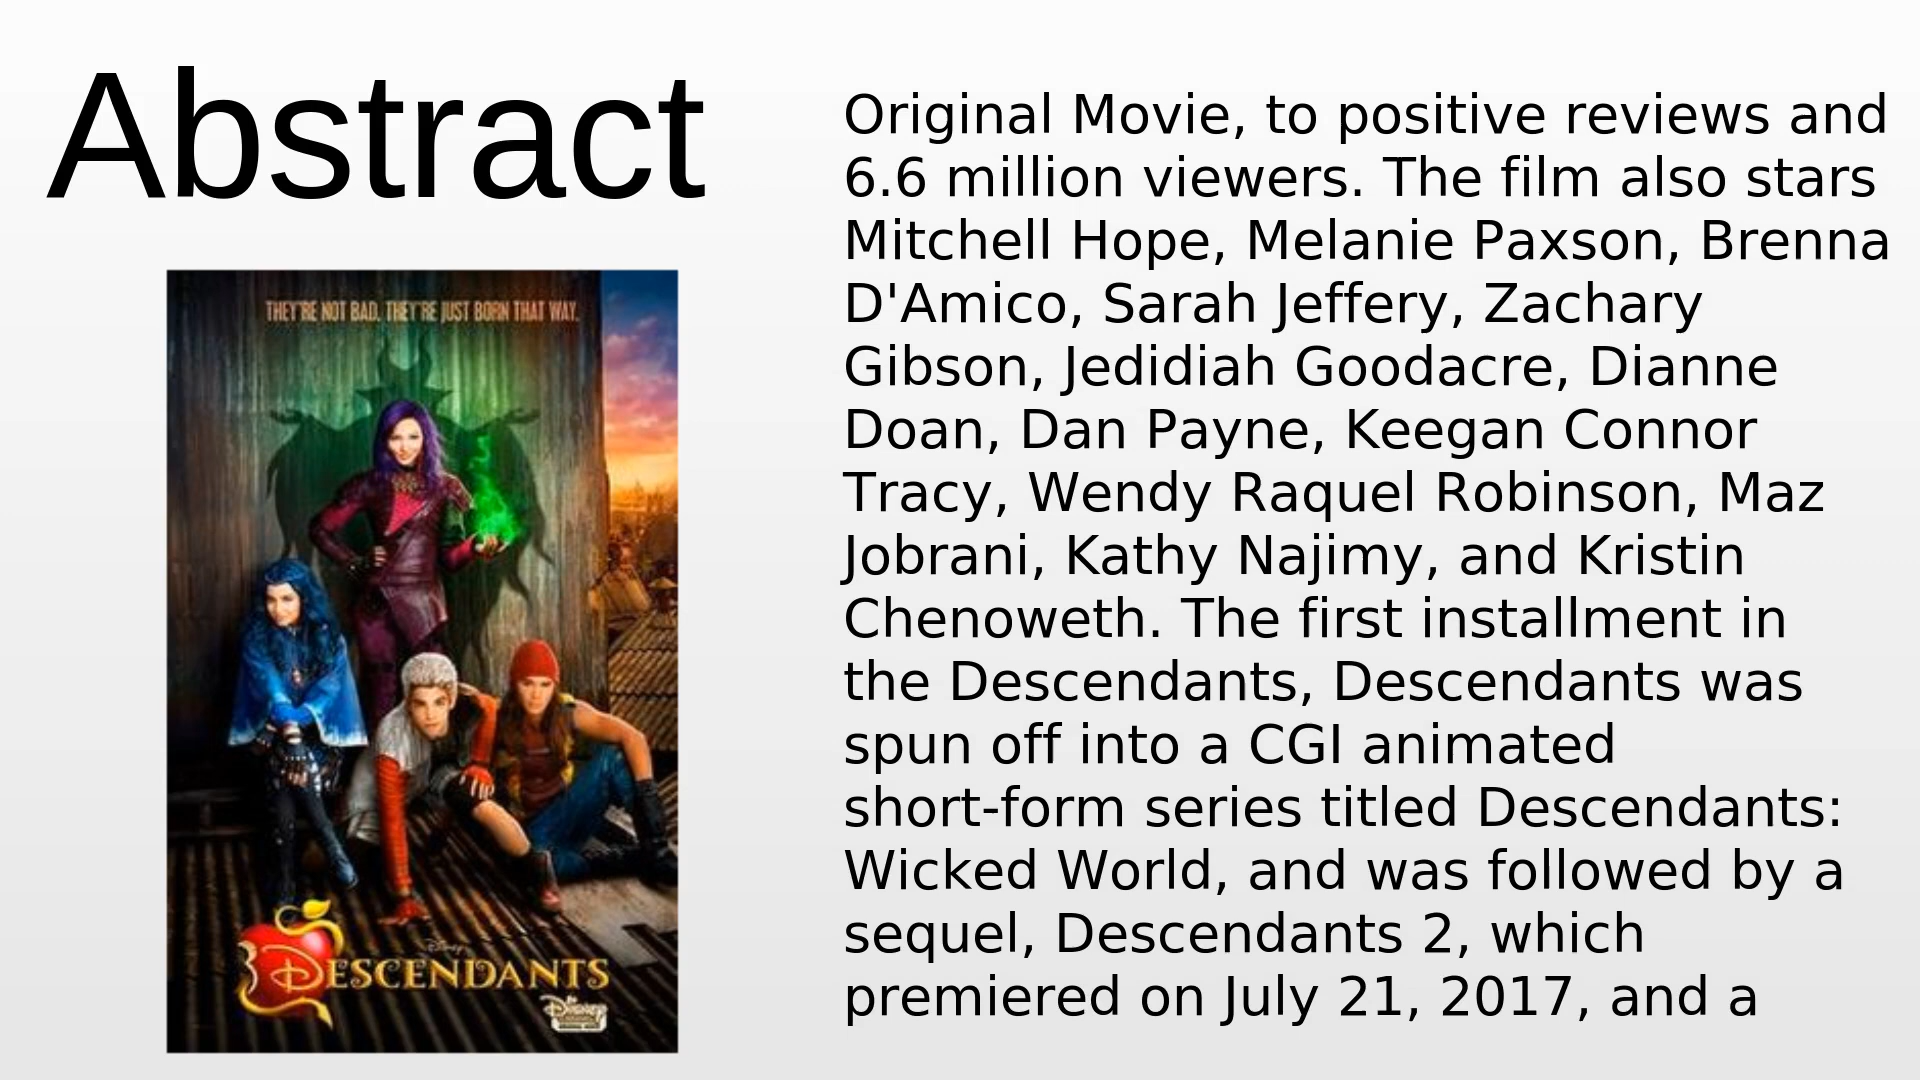 Abstract
THEY'RE NOT BAD, THEY'RE JUST BORN THAT WAY.
Disney
DESCENDANTS
Disney
Original Movie, to positive reviews and
6.6 million viewers. The film also stars
Mitchell Hope, Melanie Paxson, Brenna
D'Amico, Sarah Jeffery, Zachary
Gibson, Jedidiah Goodacre, Dianne
Doan, Dan Payne, Keegan Connor
Tracy, Wendy Raquel Robinson, Maz
Jobrani, Kathy Najimy, and Kristin
Chenoweth. The first installment in
the Descendants, Descendants was
spun off into a CGI animated
short-form series titled Descendants:
Wicked World, and was followed by a
sequel, Descendants 2, which
premiered on July 21, 2017, and a